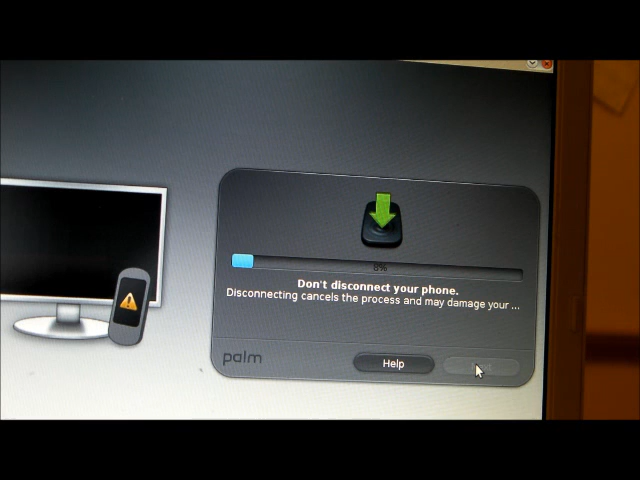 8%
Don't disconnect your phone.
Disconnecting cancels the process and may damage your ...
palm
Help